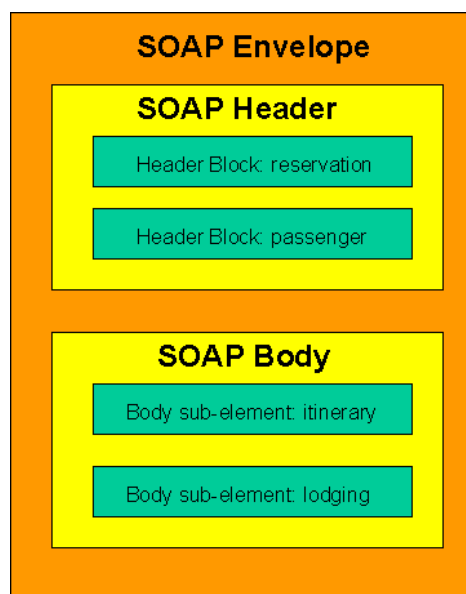 SOAP Envelope
SOAP Header
Header Block: reservation
Header Block: passenger
SOAP Body
Body sub-element: itinerary
Body sub-element: lodging